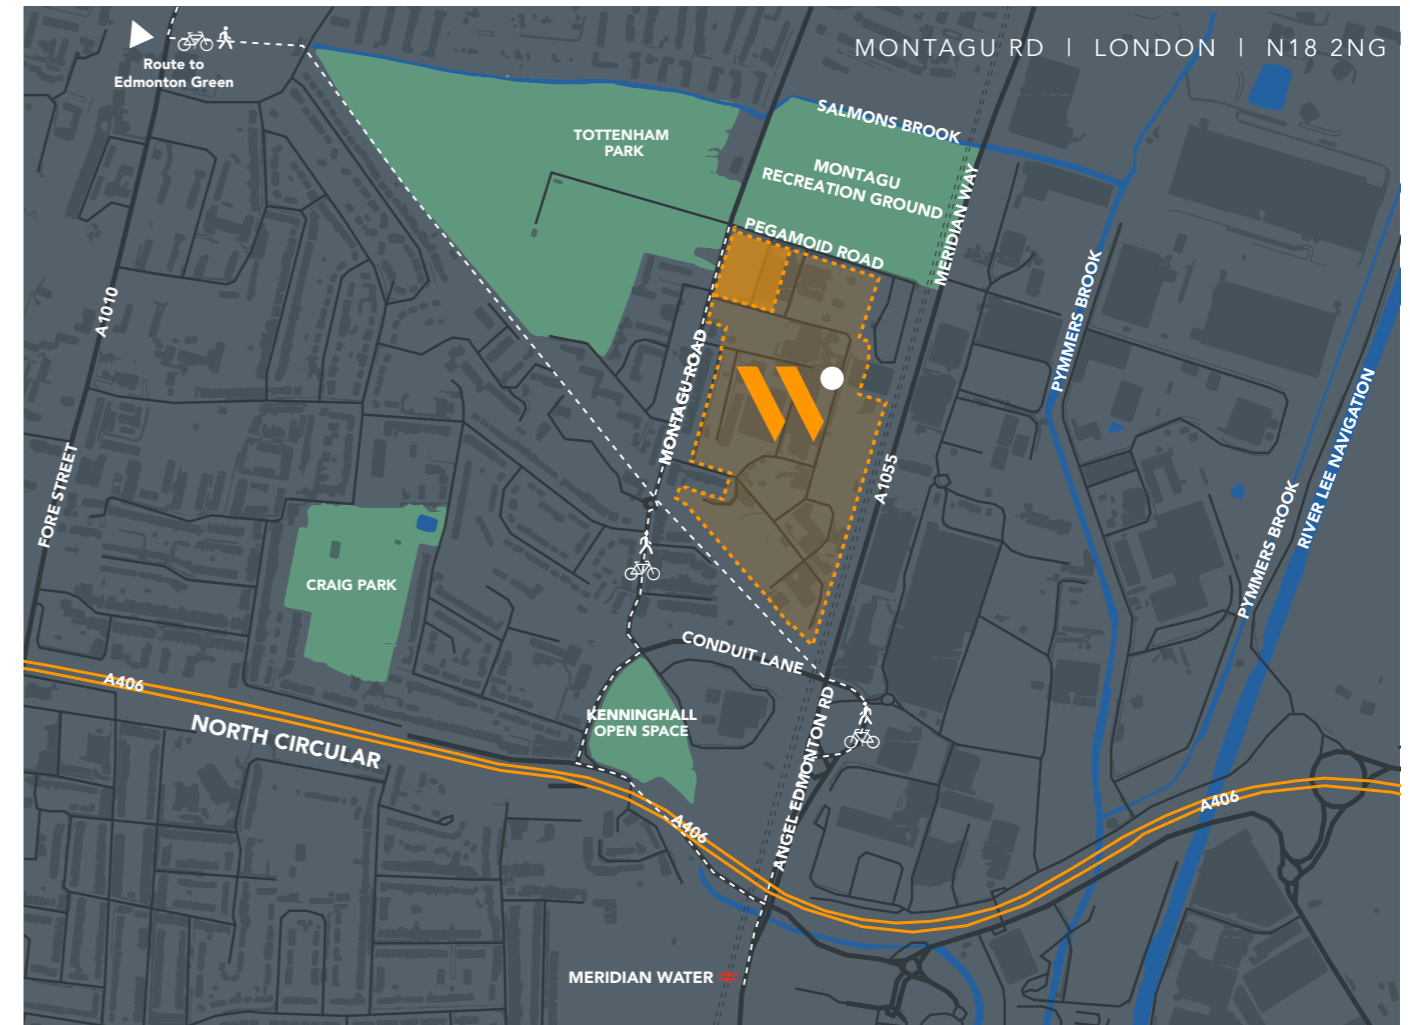 MONTAGU RD | LONDON | N18 2NG
Route to
Edmonton Green
SALMONS BROOK
TOTTENHAM
PARK
MONTAGU
RECREATION GROUND
MERIDIAN WAY
PEGAMOID ROAD
A1010
PYMMERS BROOK
MONTAGU ROAD
RIVER LEE NAVIGATION
A1055
FORE STREET
PYMMERS BROOK
CRAIG PARK
CONDUIT LANE
A406
KENNINGHALL
OPEN SPACE
NORTH CIRCULAR
ANGEL EDMONTON RD
A406
A406
MERIDIAN WATER